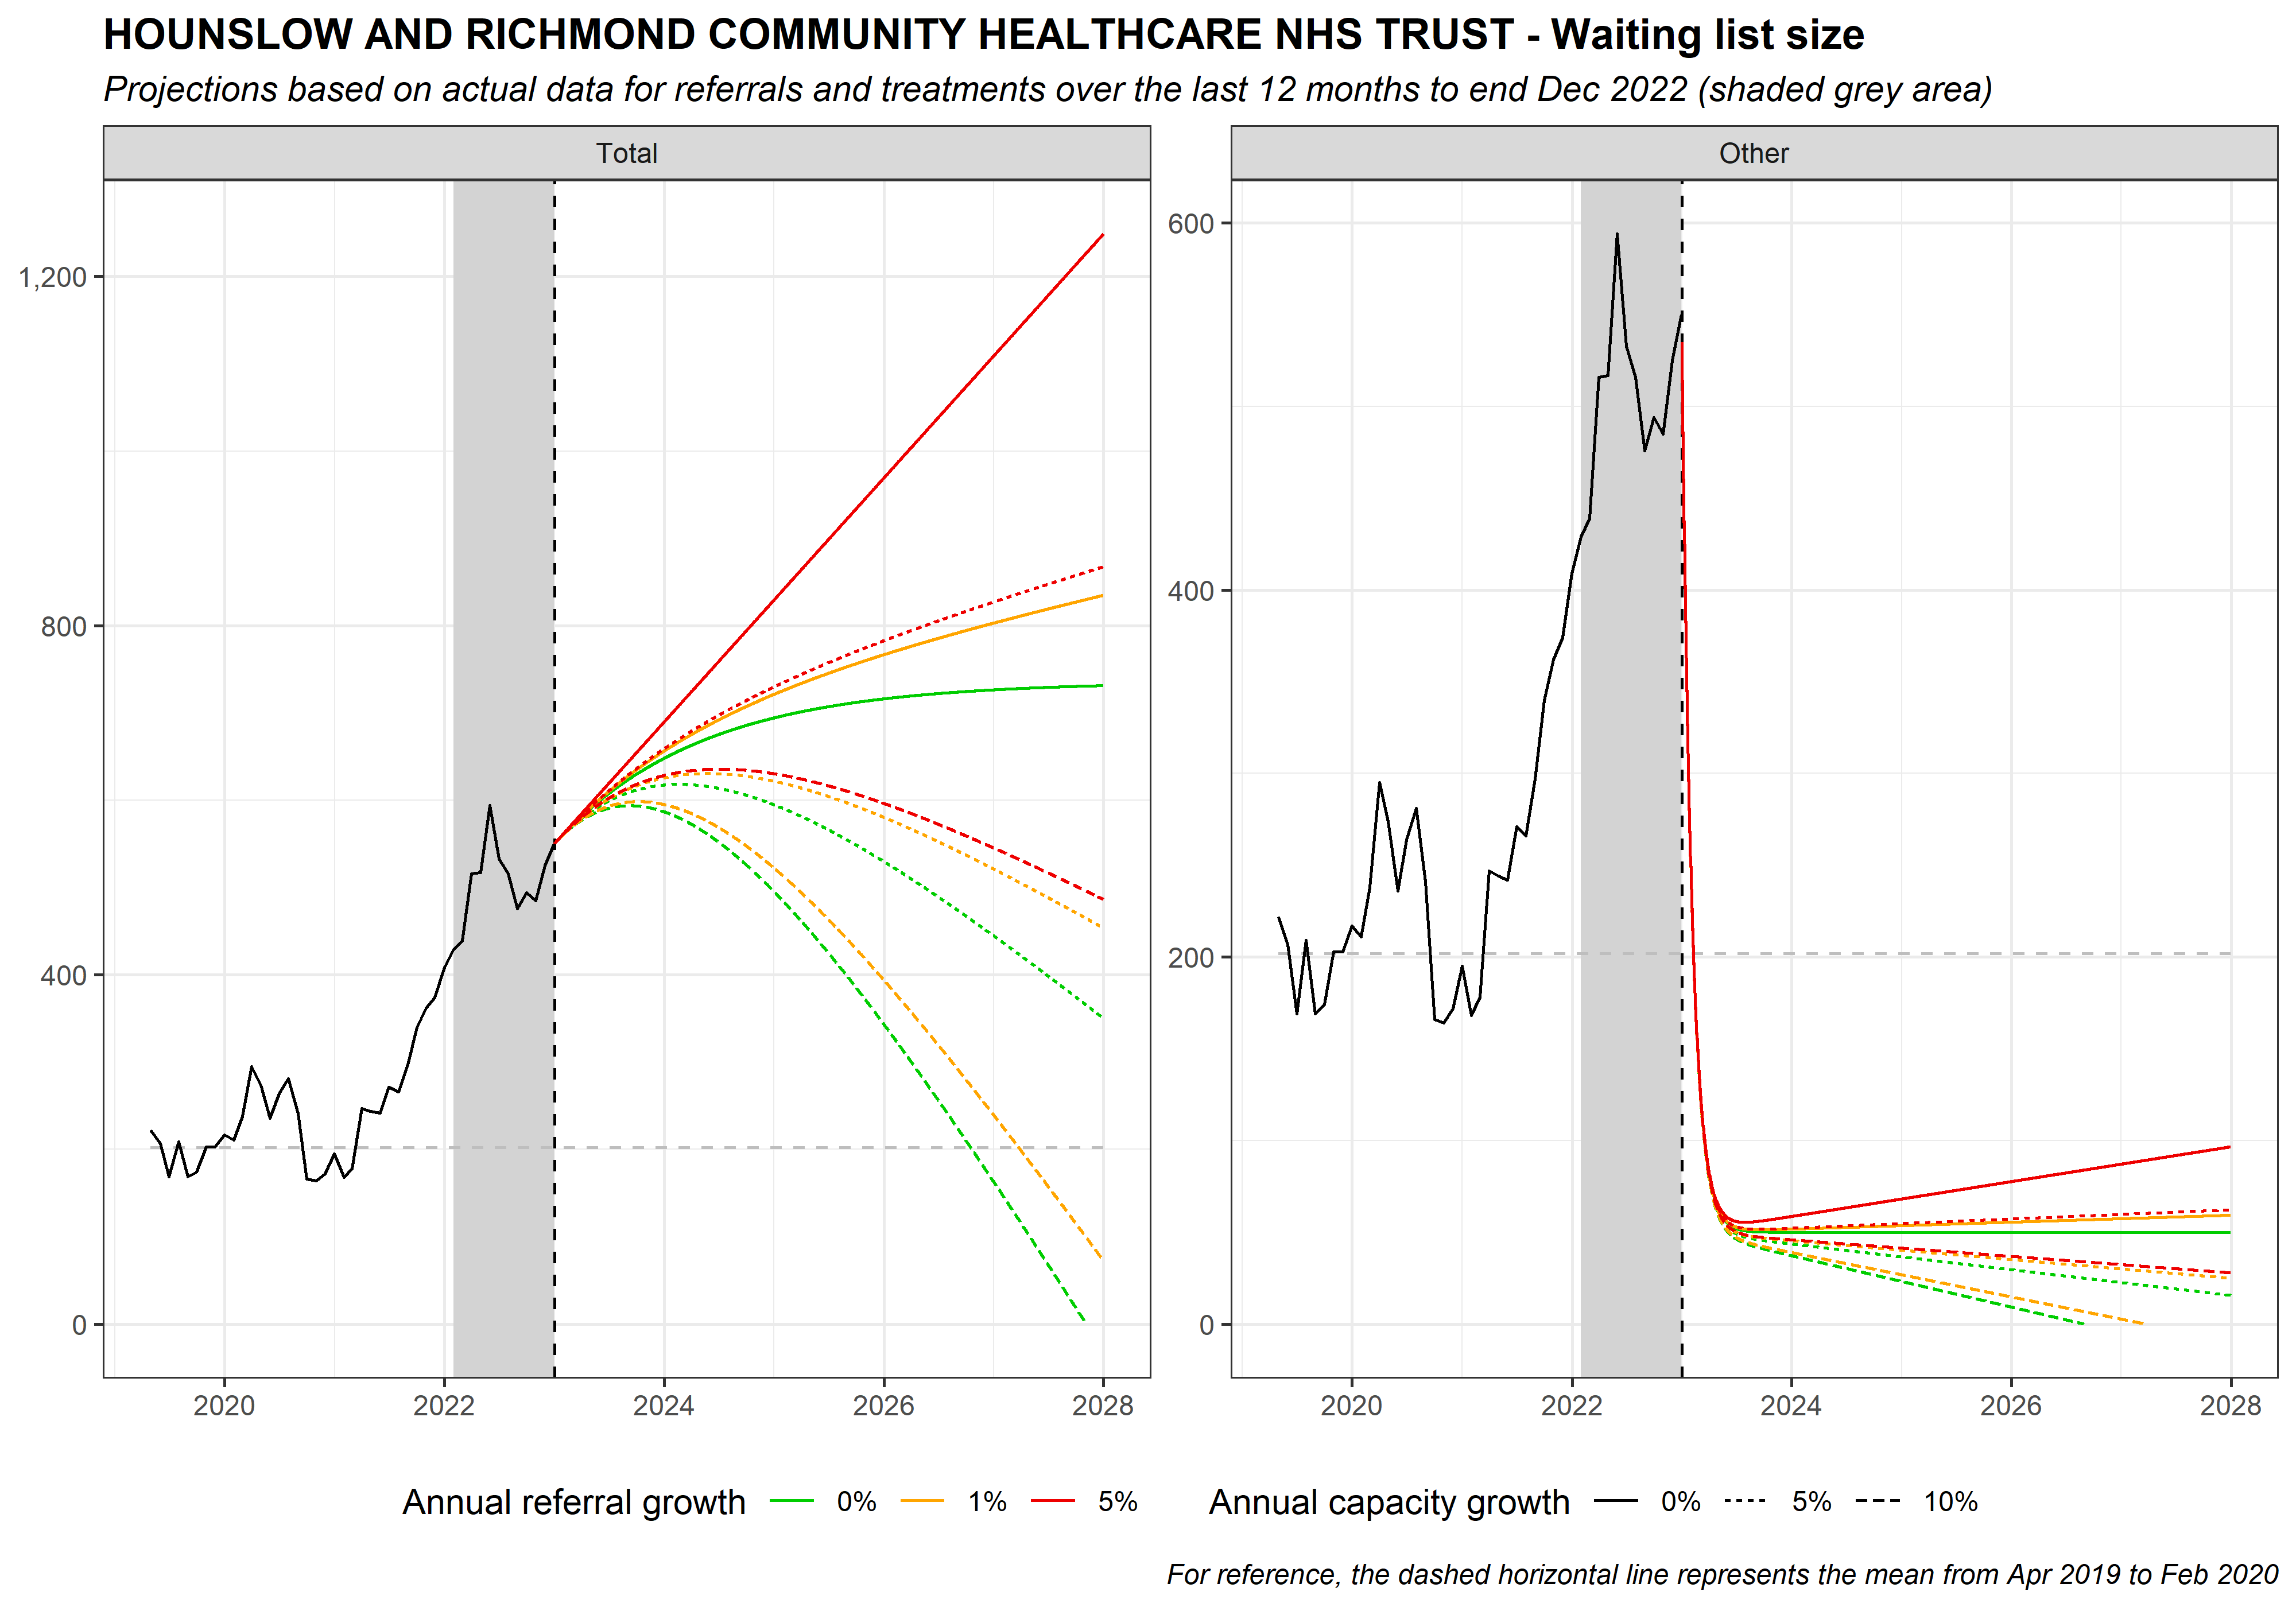 HOUNSLOW AND RICHMOND COMMUNITY HEALTHCARE NHS TRUST - Waiting list size
Projections based on actual data for referrals and treatments over the last 12 months to end Dec 2022 (shaded grey area)
Total
Other
1,200
800
400
0
600
400
200
0
2020 2022 2024 2026 2028
2020 2022 2024 2026 2028
Annual referral growth 0% 1% 5%
Annual capacity growth 0% 5% 10%
For reference, the dashed horizontal line represents the mean from Apr 2019 to Feb 2020